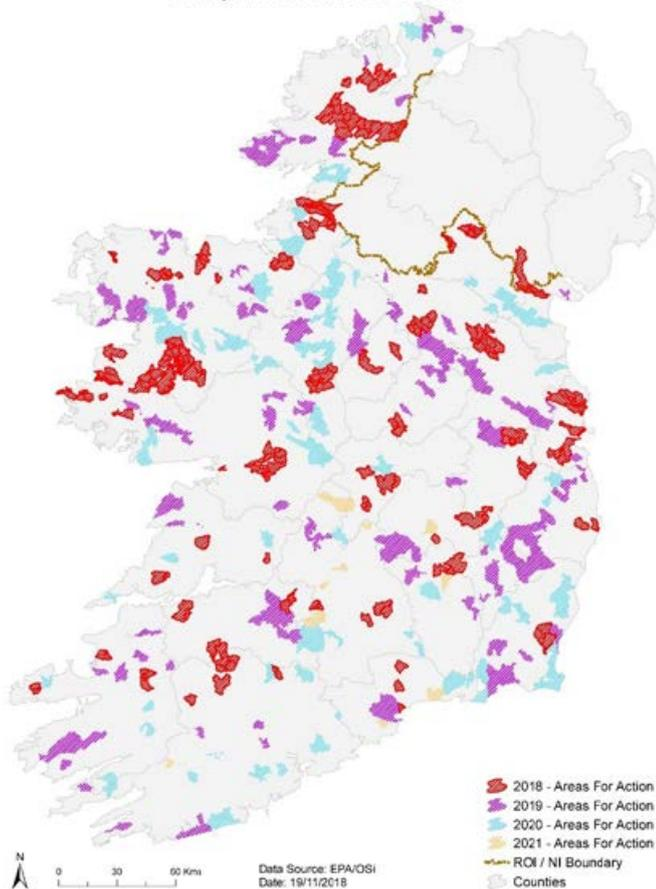 2018 - Areas For Action
2019 - Areas For Action
2020 - Areas For Action
2021 - Areas For Action
ROI / NI Boundary
Counties
N
0 30 60 Kms
Data Source: EPA/OSi
Date: 19/11/2018